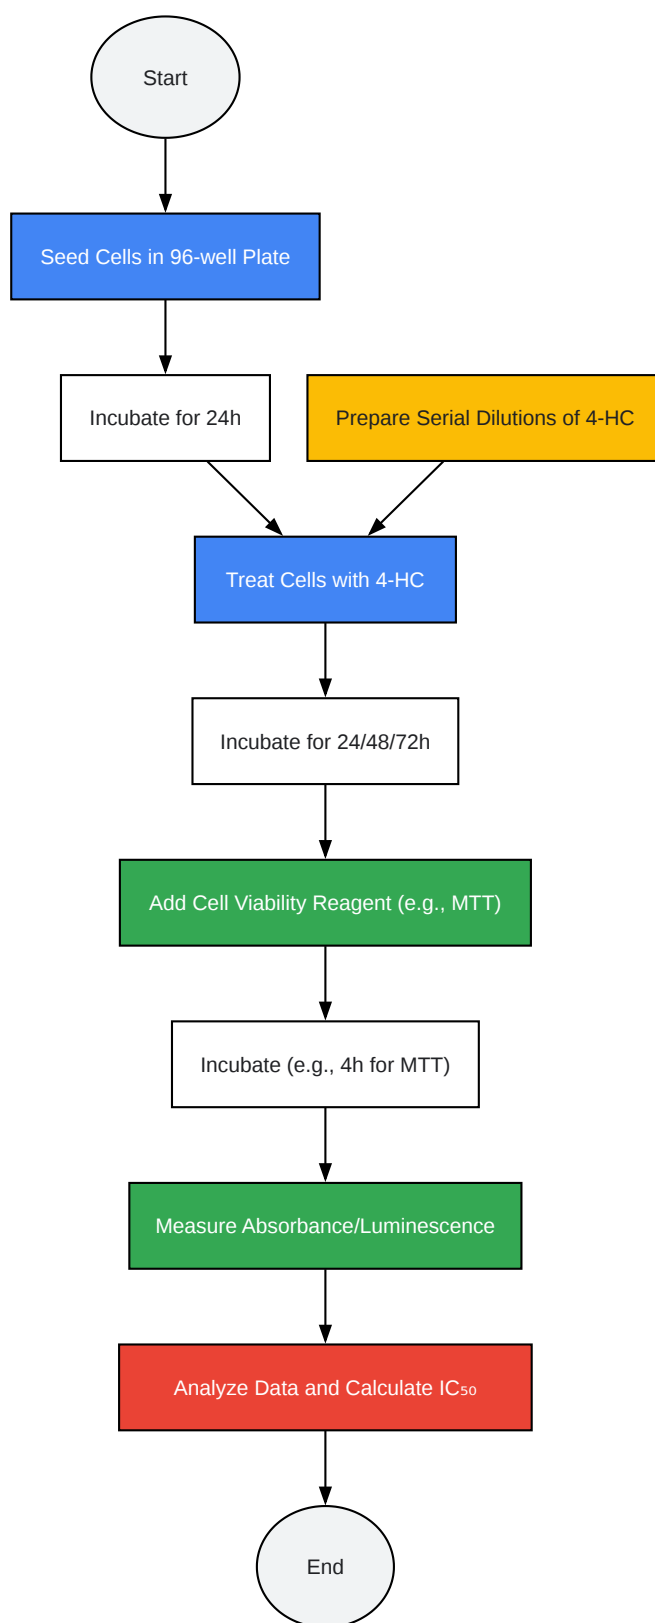 Start
Seed Cells in 96-well Plate
Incubate for 24h
Prepare Serial Dilutions of 4-HC
Treat Cells with 4-HC
Incubate for 24/48/72h
Add Cell Viability Reagent (e.g., MTT)
Incubate (e.g., 4h for MTT)
Measure Absorbance/Luminescence
Analyze Data and Calculate IC₅₀
End